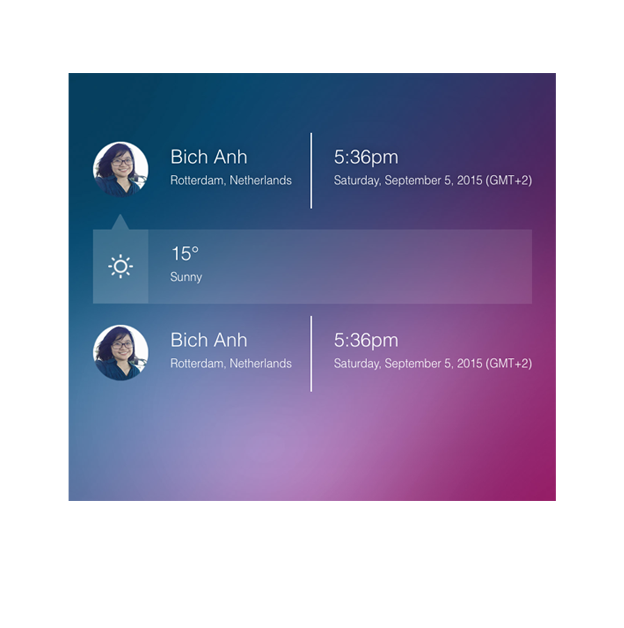 Bich Anh
Rotterdam, Netherlands
5:36pm
Saturday, September 5, 2015 (GMT+2)
15°
Sunny
Bich Anh
Rotterdam, Netherlands
5:36pm
Saturday, September 5, 2015 (GMT+2)